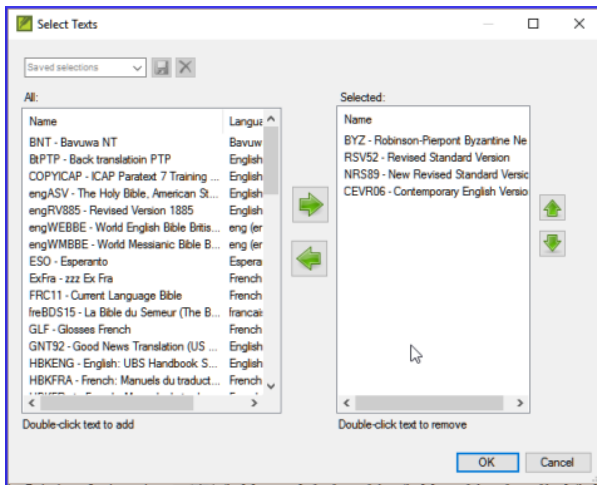 Select Texts
Saved selections
All:
Name Langua
BNT - Bavuwa NT Bavuw
BtPTP - Back translatioin PTP English
COPYICAP - ICAP Paratext 7 Training ... English
engASV - The Holy Bible, American St... English
engRV885 - Revised Version 1885 English
engWEBBE - World English Bible Britis... eng (er
engWMBBE - World Messianic Bible B... eng (er
ESO - Esperanto Espera
ExFra - zzz Ex Fra French
FRC11 - Current Language Bible French
freBDS15 - La Bible du Semeur (The B... francais
GLF - Glosses French French
GNT92 - Good News Translation (US ... English
HBKENG - English: UBS Handbook S... English
HBKFRA - French: Manuels du traduct... French
Double-click text to add
Selected:
Name
BYZ - Robinson-Pierpont Byzantine Ne
RSV52 - Revised Standard Version
NRS89 - New Revised Standard Versic
CEVR06 - Contemporary English Versio
Double-click text to remove
OK Cancel